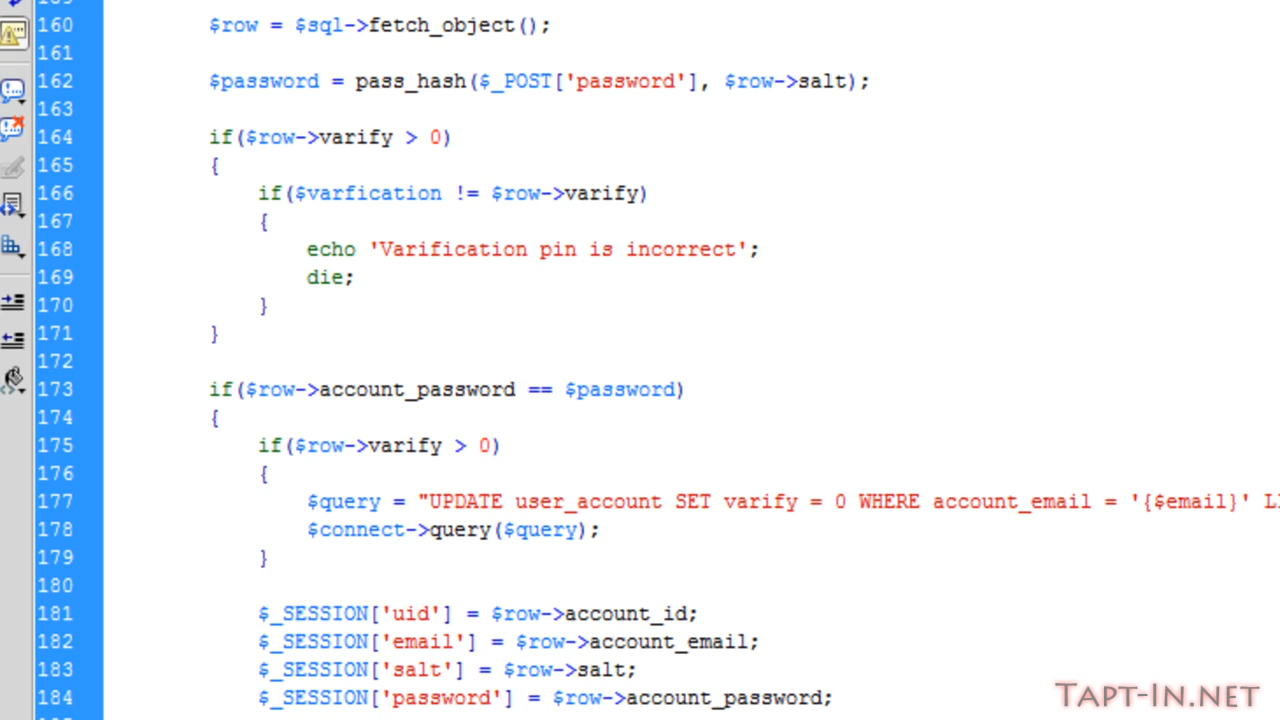 160 $row = $sql->fetch_object();
161
162 $password = pass_hash($_POST['password'], $row->salt);
163
164 if($row->varify > 0)
165 {
166 if($varfication != $row->varify)
167 {
168 echo 'Varification pin is incorrect';
169 die;
170 }
171 }
172
173 if($row->account_password == $password)
174 {
175 if($row->varify > 0)
176 {
177 $query = "UPDATE user_account SET varify = 0 WHERE account_email = '{$email}'
178 $connect->query($query);
179 }
180
181 $_SESSION['uid'] = $row->account_id;
182 $_SESSION['email'] = $row->account_email;
183 $_SESSION['salt'] = $row->salt;
184 $_SESSION['password'] = $row->account_password;
TAPT-IN.NET